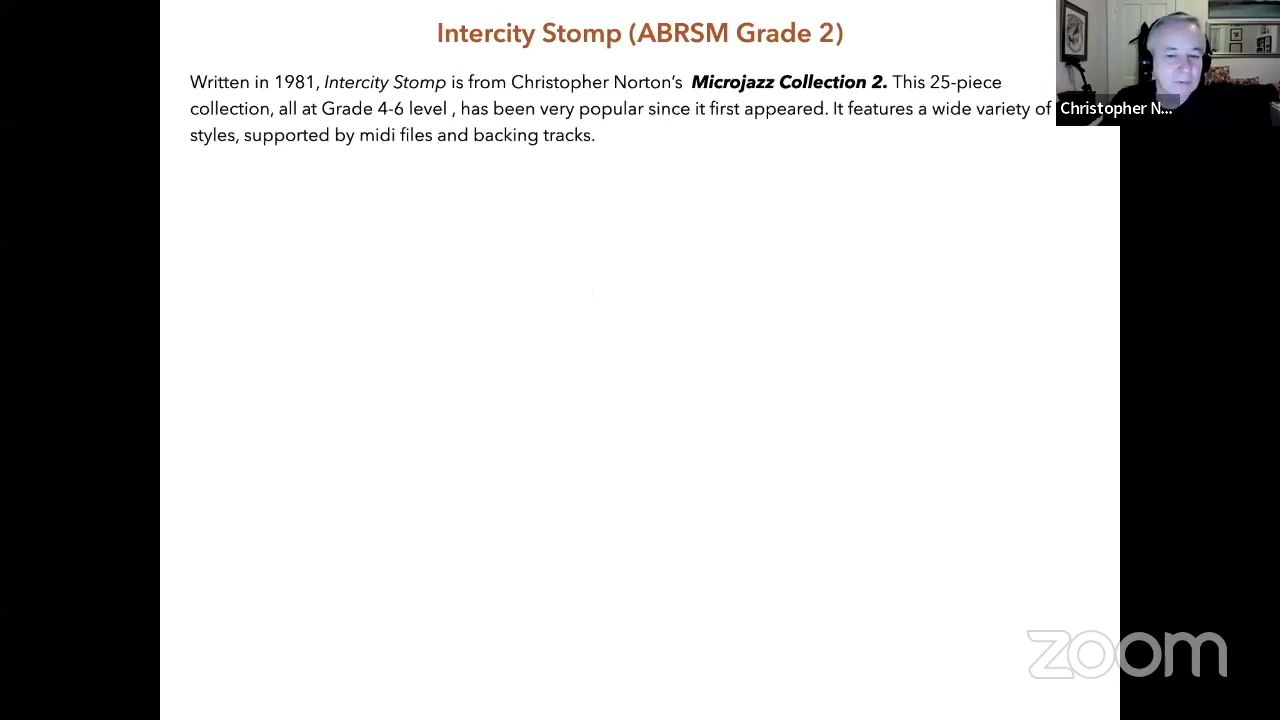 Intercity Stomp (ABRSM Grade 2)
Written in 1981, Intercity Stomp is from Christopher Norton’s Microjazz Collection 2. This 25-piece
collection, all at Grade 4-6 level , has been very popular since it first appeared. It features a wide variety of
styles, supported by midi files and backing tracks.
Christopher N...
zoom